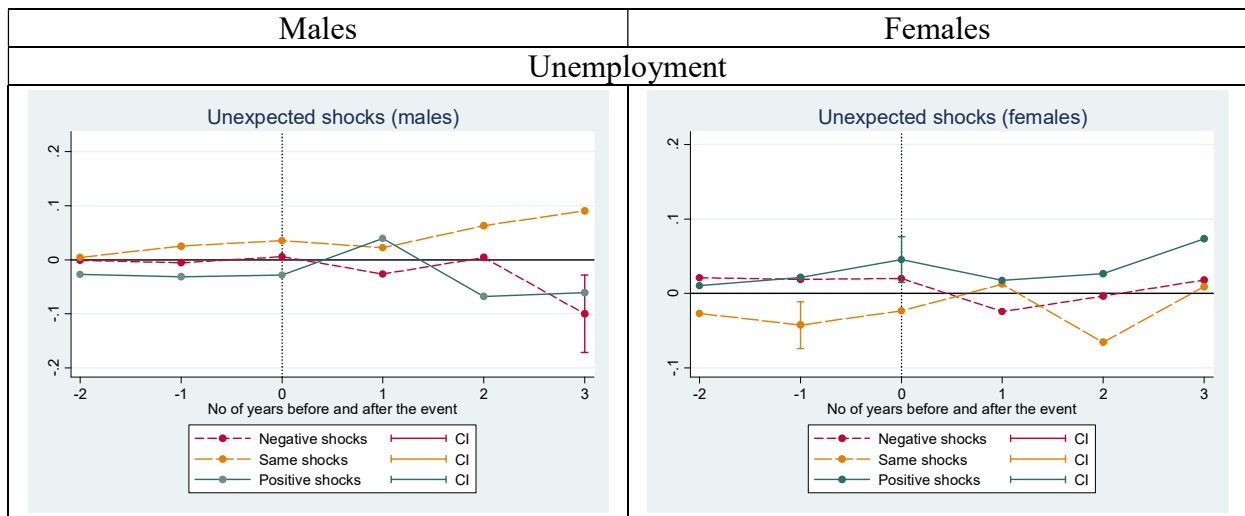 Males Females
Unemployment
Unexpected shocks (males)
.2
.1
0
-.1
-.2
-2 -1 0 1 2 3
No of years before and after the event
Negative shocks CI
Same shocks CI
Positive shocks CI
Unexpected shocks (females)
.2
.1
0
-.1
-2 -1 0 1 2 3
No of years before and after the event
Negative shocks CI
Same shocks CI
Positive shocks CI